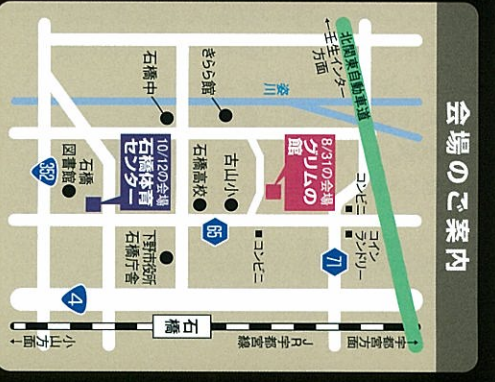 会場のご案内
北関東自動車道
←壬生インター
方面
コンビニ
コイン
ランドリー
71
宇都宮方面
姿川
8/31の会場
グリムの
館
コンビニ
JR宇都宮線
きらら館
古山小
石橋高校
65
石橋
石橋中
10/12の会場
石橋体育
センター
下野市役所
石橋庁舎
石橋
図書館
352
4
小山方面